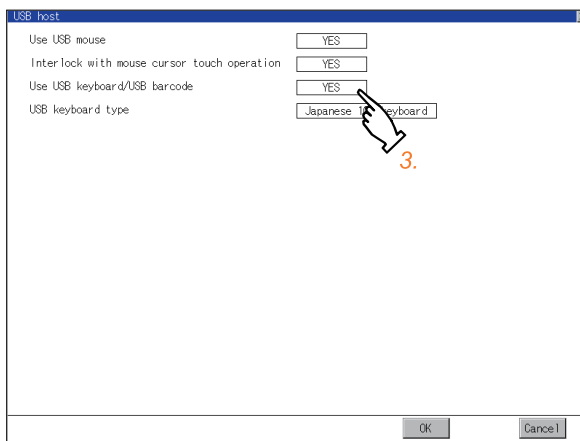 USB host
Use USB mouse YES
Interlock with mouse cursor touch operation YES
Use USB keyboard/USB barcode YES
USB keyboard type Japanese
3.
OK Cancel